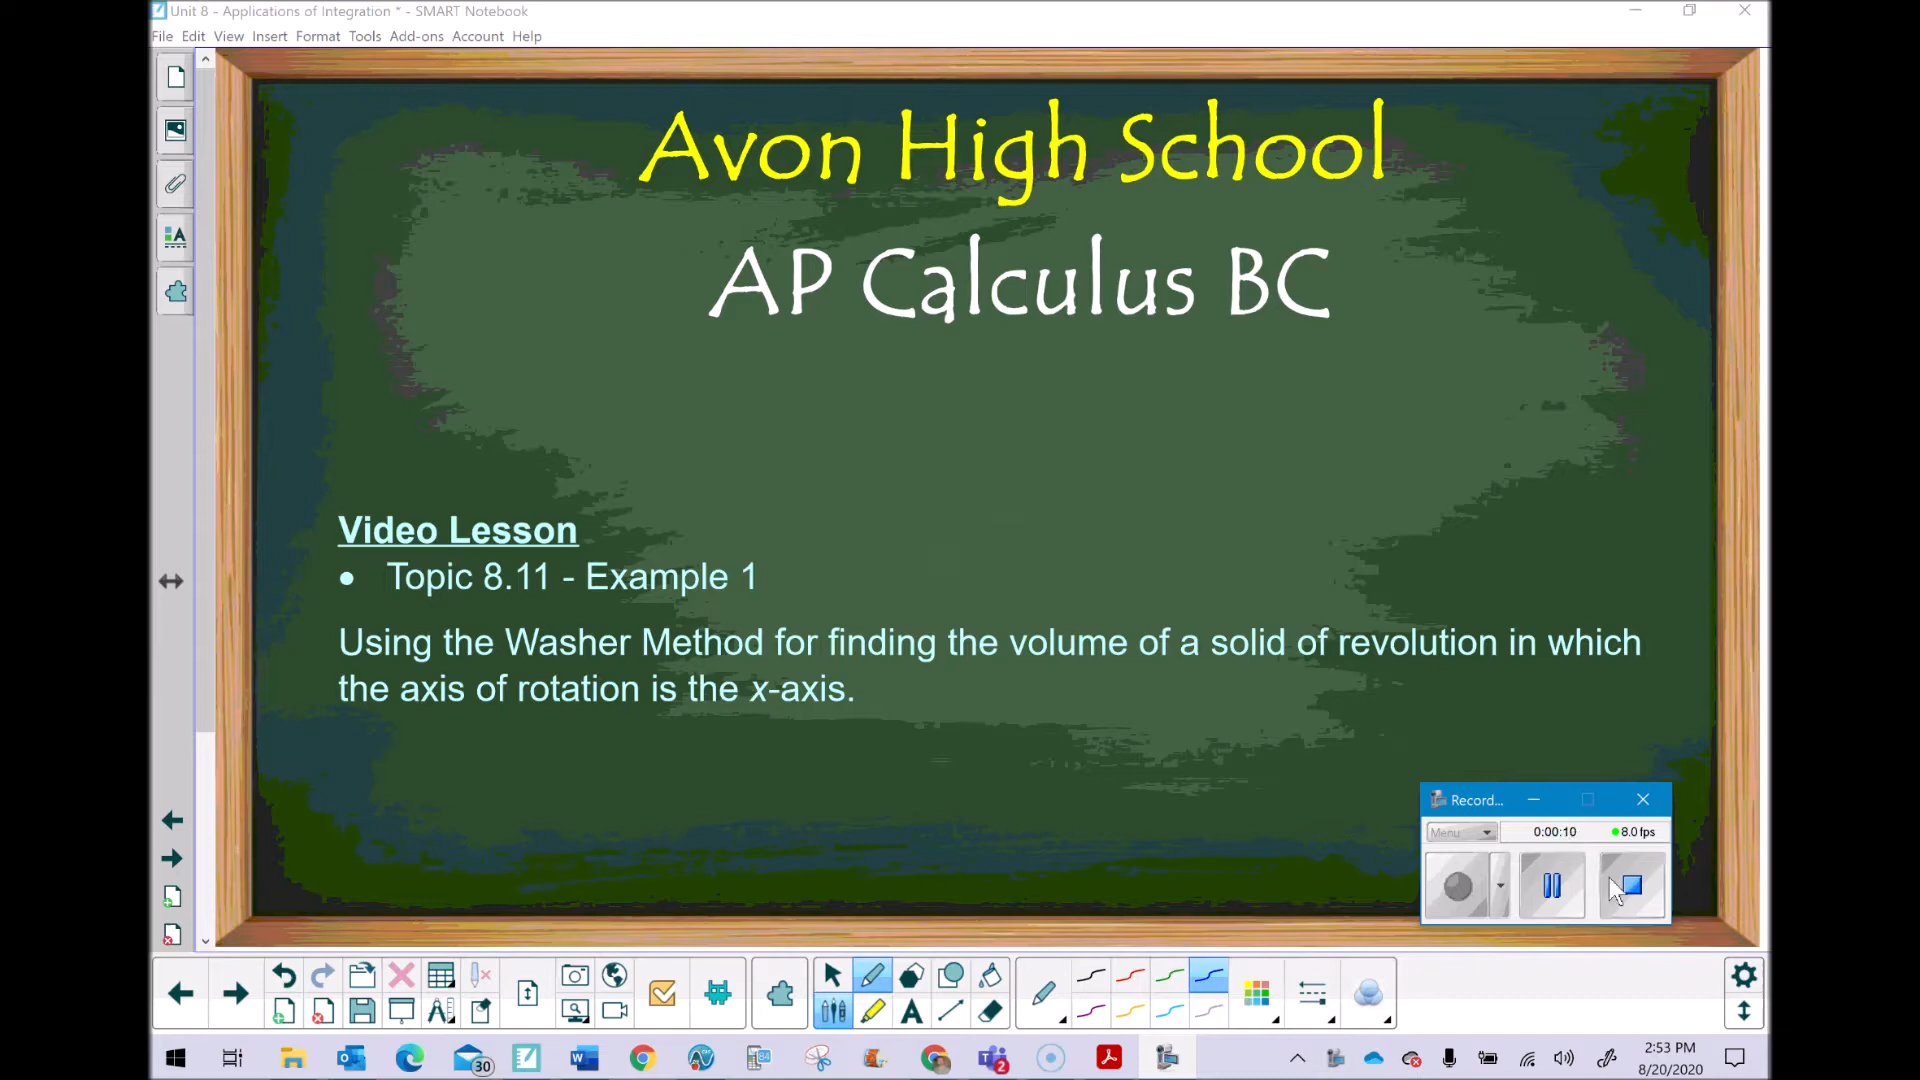 Unit 8 - Applications of Integration * - SMART Notebook
File Edit View Insert Format Tools Add-ons Account Help
Avon High School
AP Calculus BC
Video Lesson
• Topic 8.11 - Example 1
Using the Washer Method for finding the volume of a solid of revolution in which
the axis of rotation is the x-axis.
Record...
Menu 0:00:10 8.0 fps
30
84
2
2:53 PM
8/20/2020